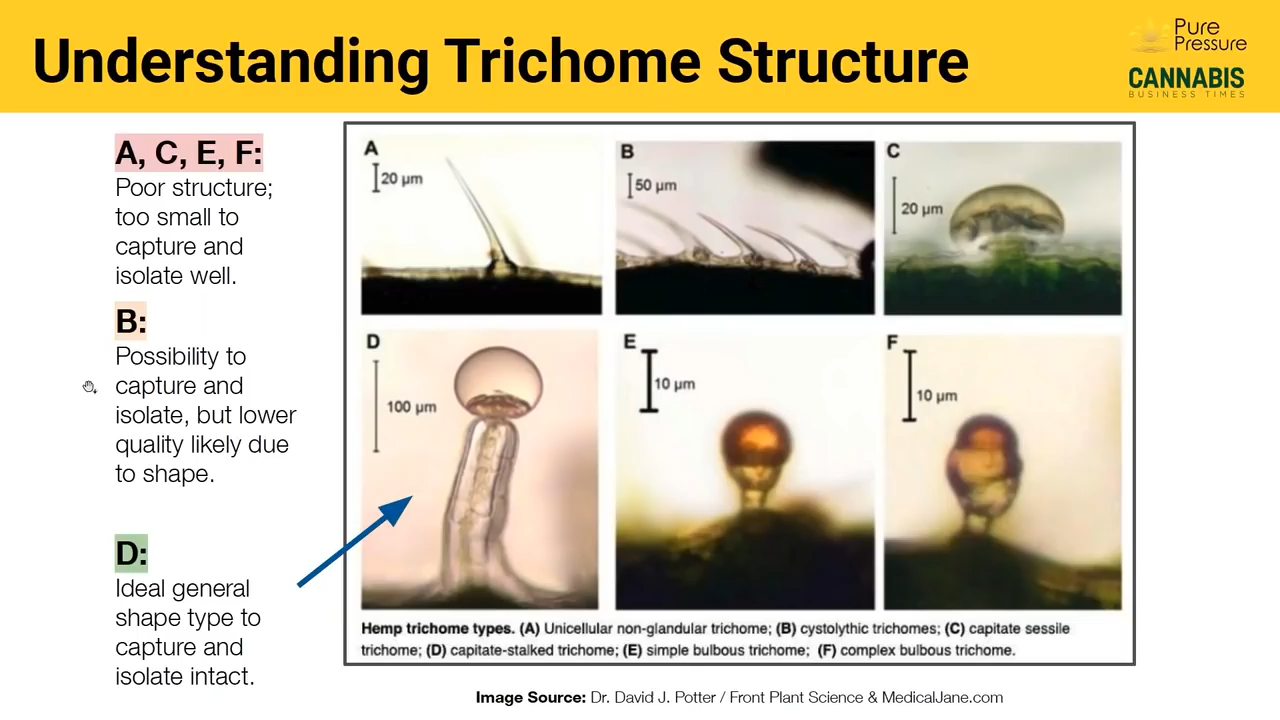 Understanding Trichome Structure
Pure
Pressure
CANNABIS
BUSINESS TIMES
A, C, E, F:
Poor structure;
too small to
capture and
isolate well.
B:
Possibility to
capture and
isolate, but lower
quality likely due
to shape.
D:
Ideal general
shape type to
capture and
isolate intact.
A
20 µm
B
50 µm
C
20 µm
D
100 µm
E
10 µm
F
10 µm
Hemp trichome types. (A) Unicellular non-glandular trichome; (B) cystolythic trichomes; (C) capitate sessile
trichome; (D) capitate-stalked trichome; (E) simple bulbous trichome; (F) complex bulbous trichome.
Image Source: Dr. David J. Potter / Front Plant Science & MedicalJane.com